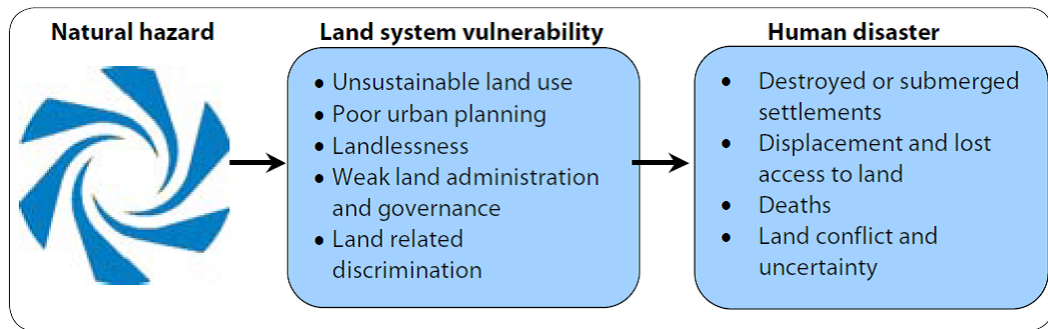 Natural hazard
Land system vulnerability
• Unsustainable land use
• Poor urban planning
• Landlessness
• Weak land administration
and governance
• Land related
discrimination
Human disaster
• Destroyed or submerged
settlements
• Displacement and lost
access to land
• Deaths
• Land conflict and
uncertainty